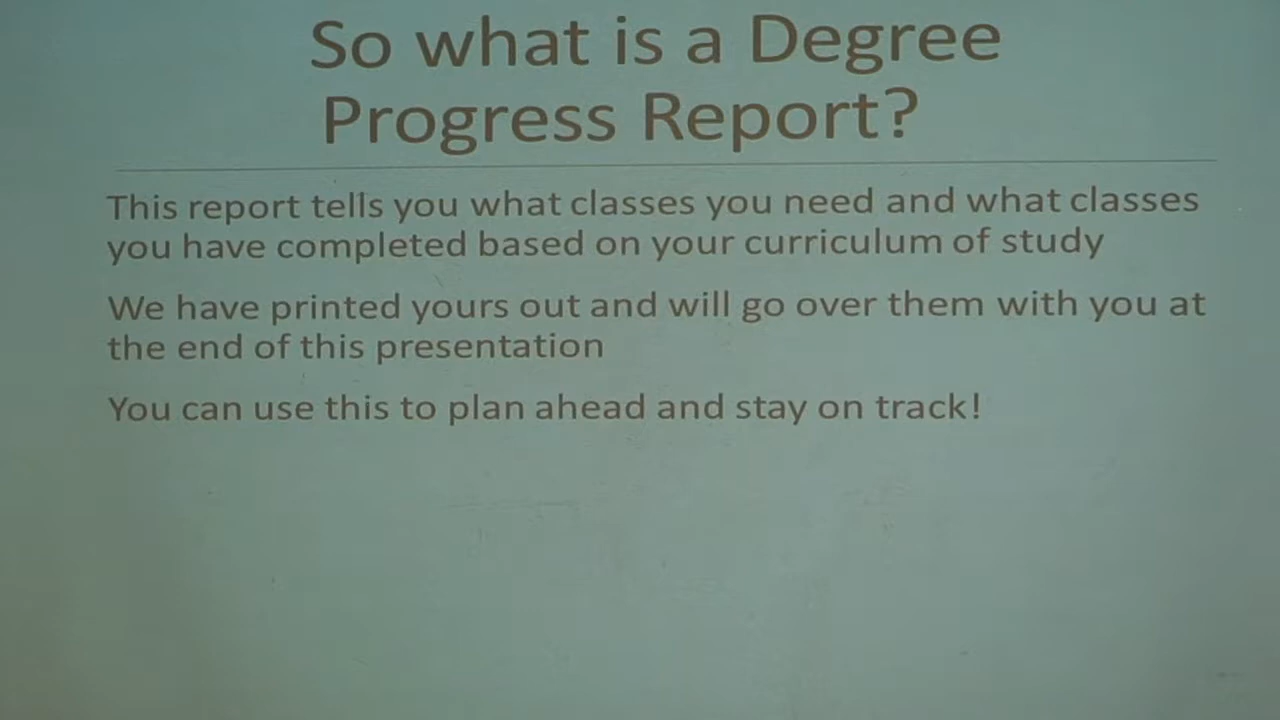 So what is a Degree
Progress Report?
This report tells you what classes you need and what classes
you have completed based on your curriculum of study
We have printed yours out and will go over them with you at
the end of this presentation
You can use this to plan ahead and stay on track!